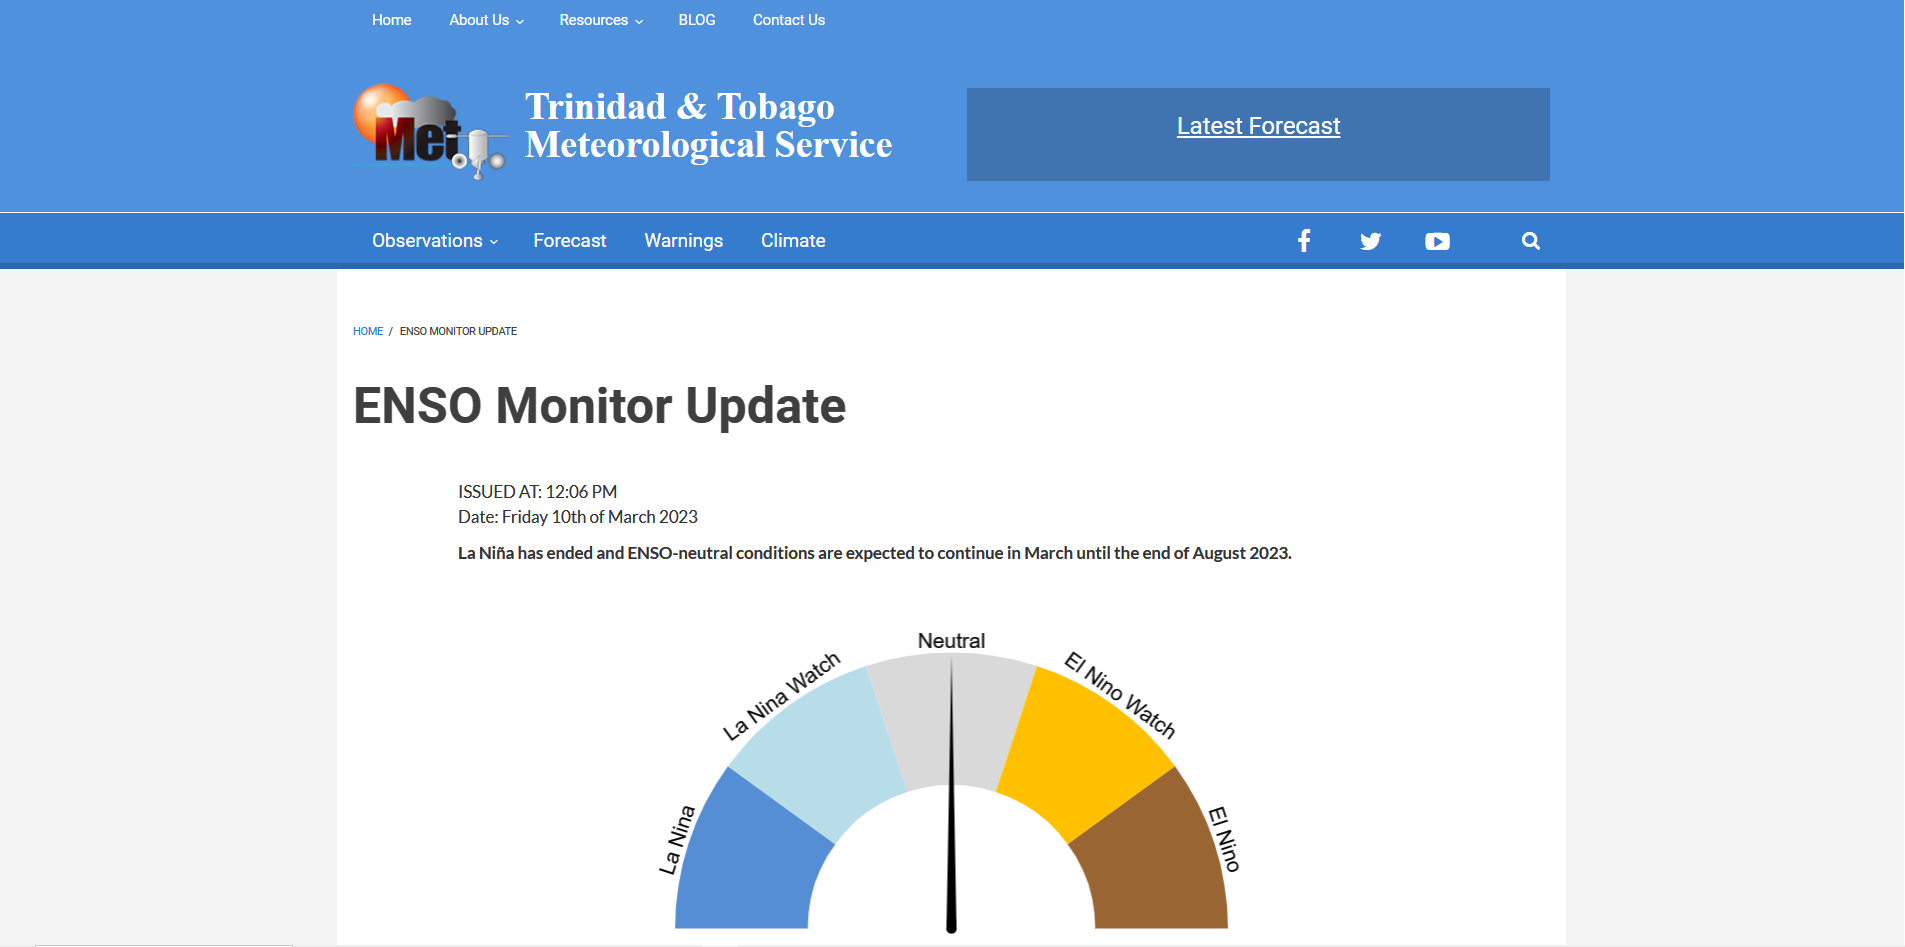 Home About Us Resources BLOG Contact Us
Met
Trinidad & Tobago
Meteorological Service
Latest Forecast
Observations Forecast Warnings Climate
HOME / ENSO MONITOR UPDATE
ENSO Monitor Update
ISSUED AT: 12:06 PM
Date: Friday 10th of March 2023
La Niña has ended and ENSO-neutral conditions are expected to continue in March until the end of August 2023.
La Nina
La Nina Watch
Neutral
El Nino Watch
El Nino